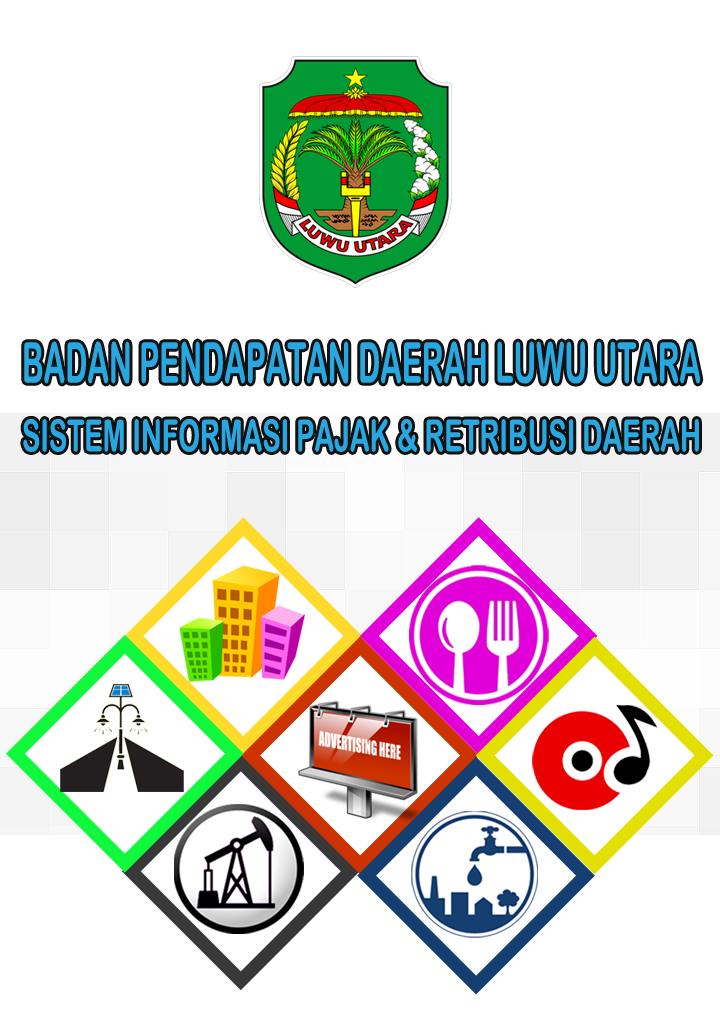 LUWU UTARA
BADAN PENDAPATAN DAERAH LUWU UTARA
SISTEM INFORMASI PAJAK & RETRIBUSI DAERAH
ADVERTISING HERE